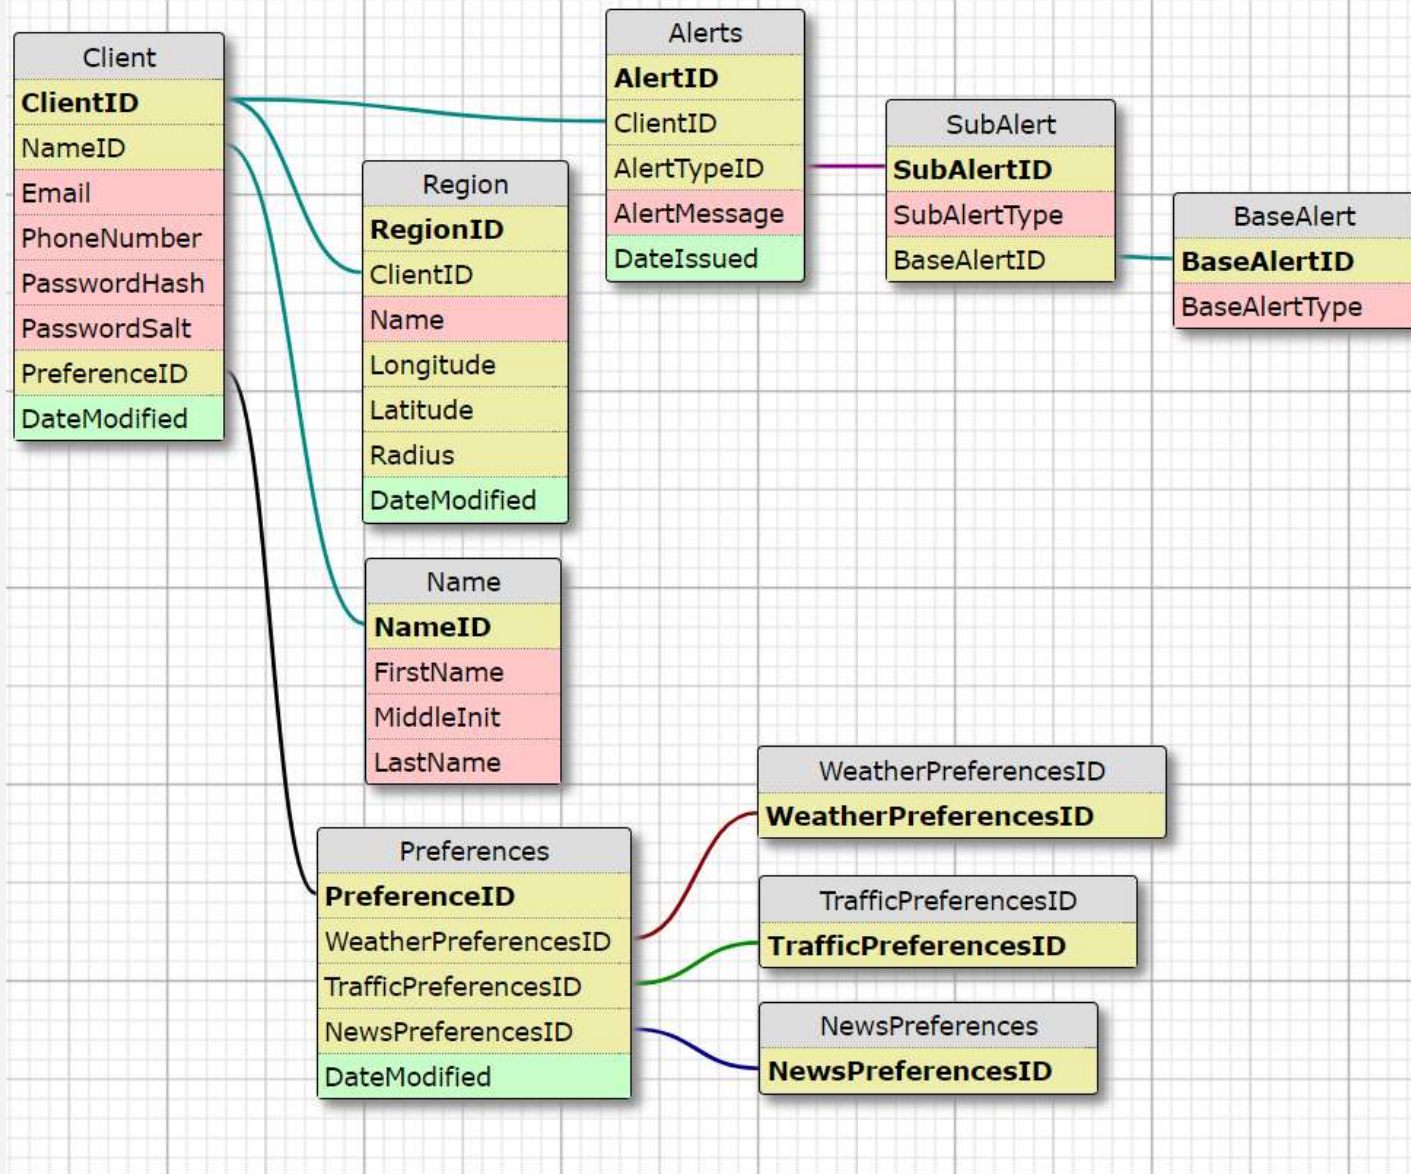 Client
ClientID
NameID
Email
PhoneNumber
PasswordHash
PasswordSalt
PreferenceID
DateModified
Region
RegionID
ClientID
Name
Longitude
Latitude
Radius
DateModified
Alerts
AlertID
ClientID
AlertTypeID
AlertMessage
DateIssued
SubAlert
SubAlertID
SubAlertType
BaseAlertID
BaseAlert
BaseAlertID
BaseAlertType
Name
NameID
FirstName
MiddleInit
LastName
Preferences
PreferenceID
WeatherPreferencesID
TrafficPreferencesID
NewsPreferencesID
DateModified
WeatherPreferencesID
WeatherPreferencesID
TrafficPreferencesID
TrafficPreferencesID
NewsPreferences
NewsPreferencesID